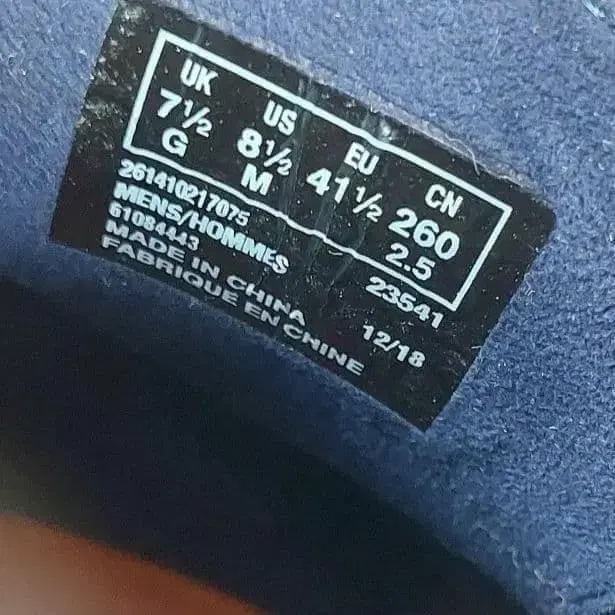 UK US EU CN
7½ 8½ 41½ 260
G M 2.5
261410217075 23541
MENS/HOMMES
61084443
MADE IN CHINA 12/18
FABRIQUE EN CHINE